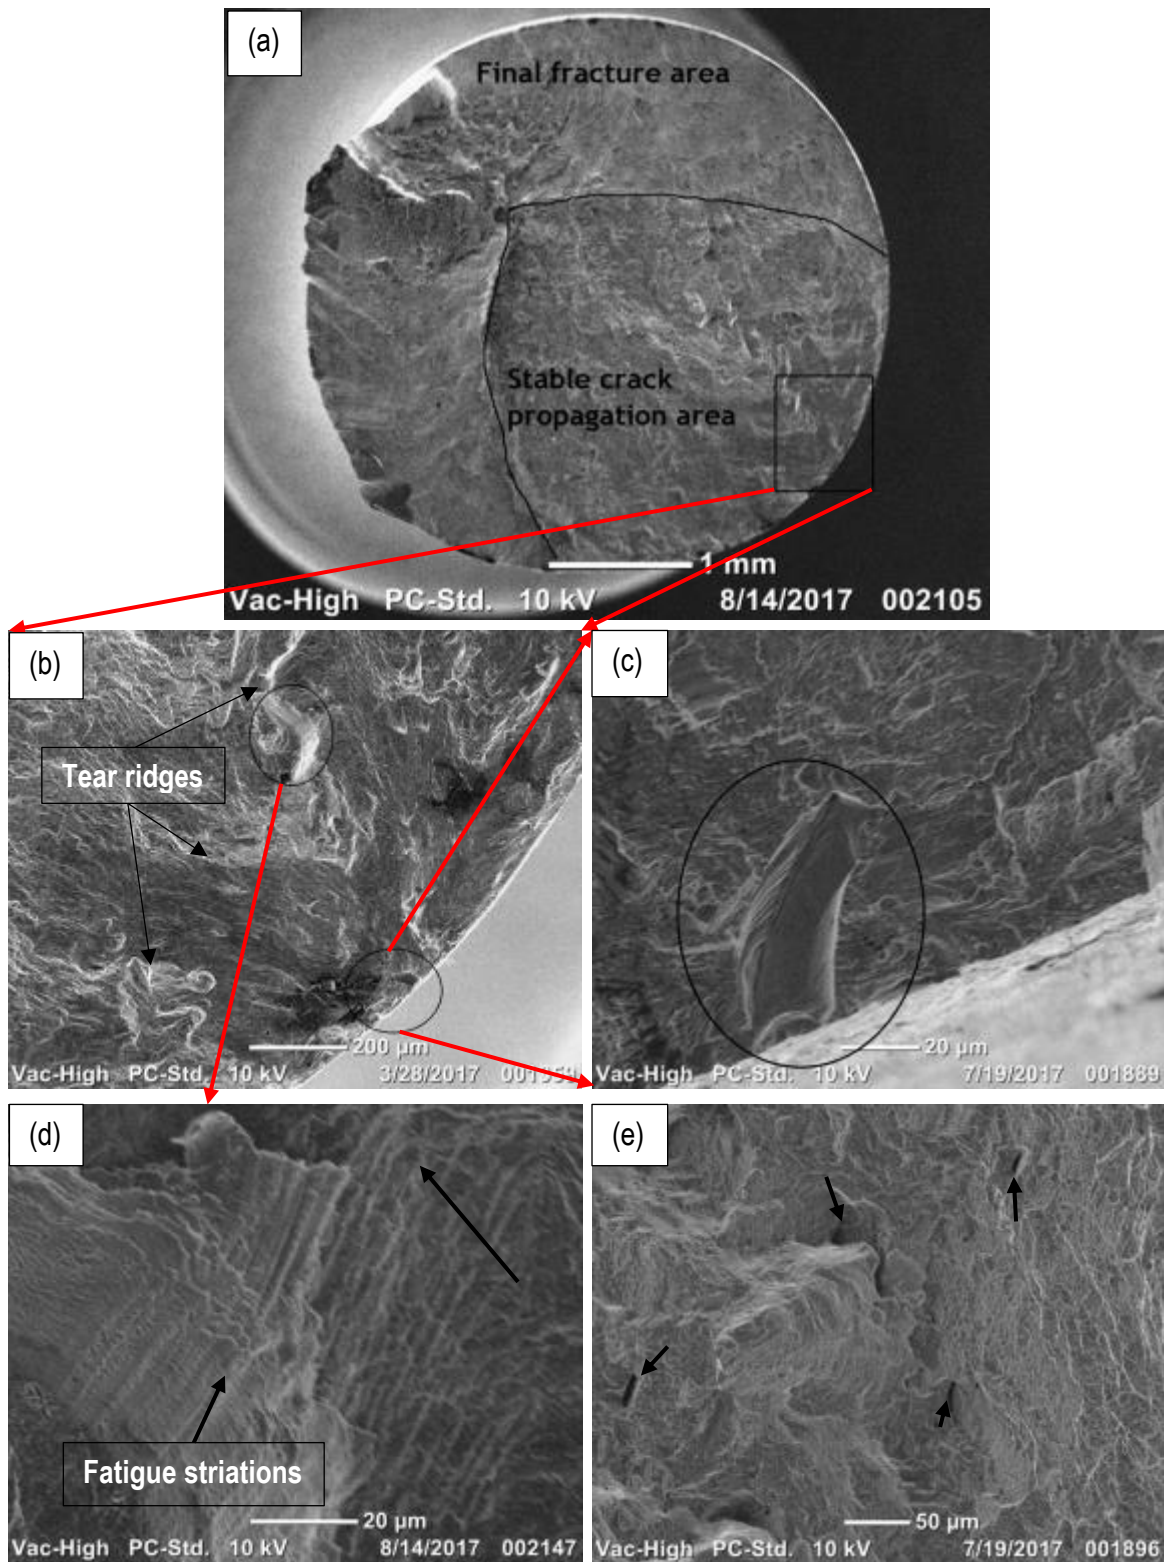 (a)
Final fracture area
Stable crack
propagation area
1 mm
Vac-High PC-Std. 10 kV 8/14/2017 002105
(b)
Tear ridges
200 µm
Vac-High PC-Std. 10 kV 3/28/2017
(c)
20 µm
Vac-High PC-Std. 10 kV 7/19/2017 001889
(d)
Fatigue striations
20 µm
Vac-High PC-Std. 10 kV 8/14/2017 002147
(e)
50 µm
Vac-High PC-Std. 10 kV 7/19/2017 001896